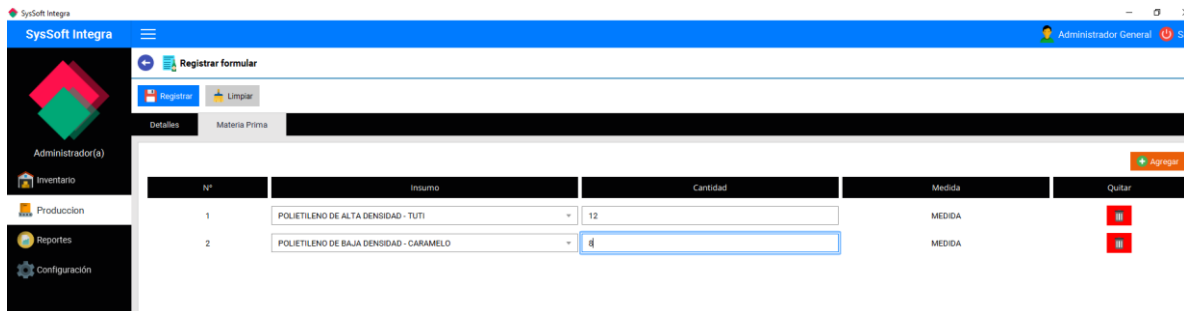 SysSoft Integra
SysSoft Integra
Administrador General
Registrar formular
Registrar Limpiar
Detalles Materia Prima
Administrador(a)
Agregar
Inventario
Nº Insumo Cantidad Medida Quitar
Produccion
1 POLIETILENO DE ALTA DENSIDAD - TUTI 12 MEDIDA
Reportes
2 POLIETILENO DE BAJA DENSIDAD - CARAMELO 8 MEDIDA
Configuración